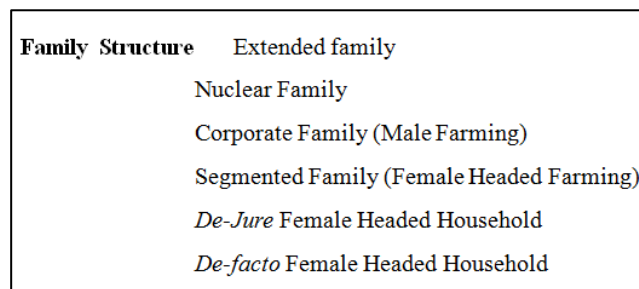 Family Structure Extended family
Nuclear Family
Corporate Family (Male Farming)
Segmented Family (Female Headed Farming)
De-Jure Female Headed Household
De-facto Female Headed Household